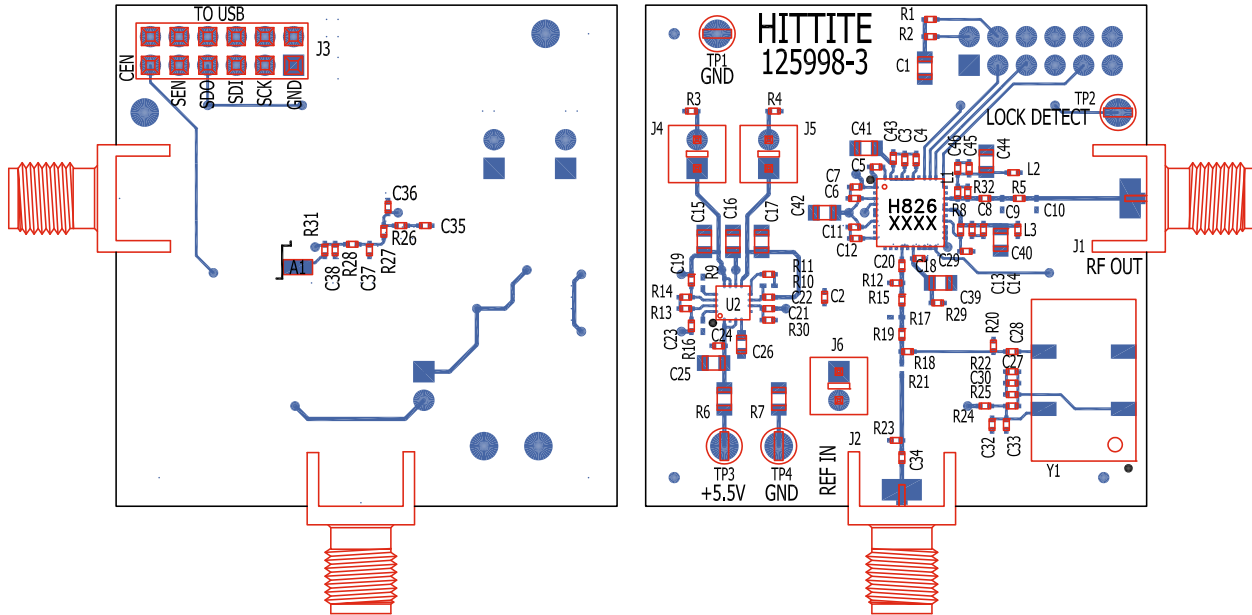 TO USB
J3
CEN
SEN
SDO
SDI
SCK
GND
C36
R31
R26
C35
A1
C38
R28
C37
R27
HITTITE
125998-3
TP1
GND
R1
R2
C1
TP2
LOCK DETECT
R3
R4
J4
J5
C41
C43
C3
C4
C46
C45
C44
C5
C7
C6
L1
L2
R32
R5
C42
H826
XXXX
R8
C8
C9
C10
C15
C16
C17
C11
C12
L3
C40
J1
RF OUT
C20
C18
C29
C13
C14
C19
R9
R11
R10
R12
R14
R13
U2
C22
C21
R30
C2
R15
C39
R29
R17
C23
R16
C24
C26
R19
R20
C28
J6
C25
R18
R22
C27
C30
R25
R21
R24
R6
R7
R23
J2
C32
C33
C34
REF IN
TP3
+5.5V
TP4
GND
Y1